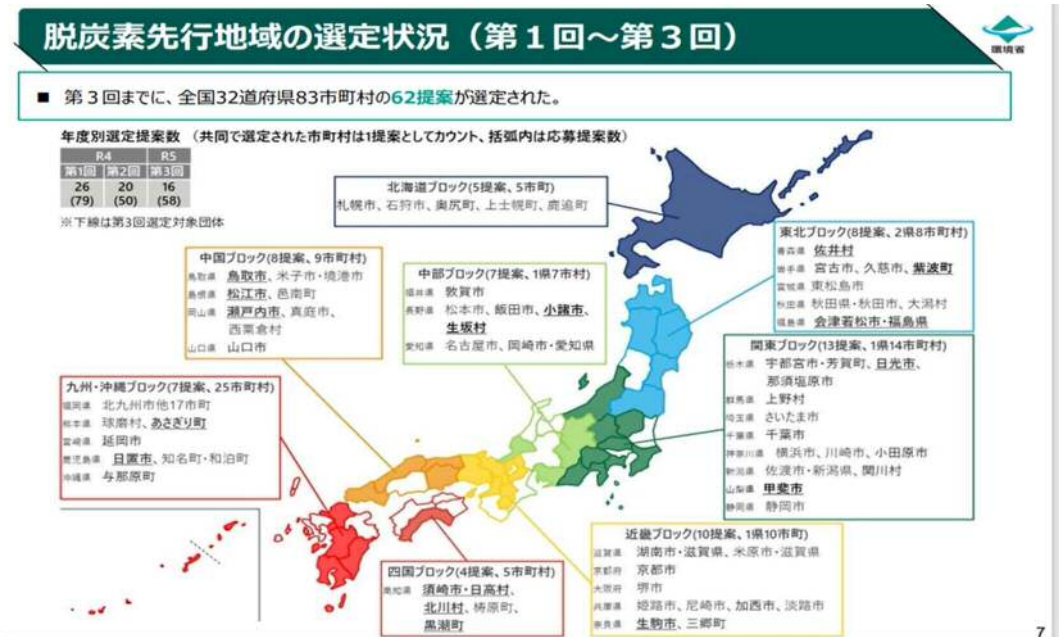 脱炭素先行地域の選定状況（第１回～第３回）
環境省
■ 第３回までに、全国32道府県83市町村の62提案が選定された。
年度別選定提案数 （共同で選定された市町村は1提案としてカウント、括弧内は応募提案数）
R4 R5
第1回 第2回 第3回
26 20 16
(79) (50) (58)
※下線は第3回選定対象団体
北海道ブロック(5提案、5市町)
札幌市、石狩市、奥尻町、上士幌町、鹿追町
東北ブロック(8提案、2県8市町村)
青森県 佐井村
岩手県 宮古市、久慈市、紫波町
宮城県 東松島市
秋田県 秋田県・秋田市、大潟村
福島県 会津若松市・福島県
中国ブロック(8提案、9市町村)
鳥取県 鳥取市、米子市・境港市
島根県 松江市、邑南町
岡山県 瀬戸内市、真庭市、
西粟倉村
山口県 山口市
中部ブロック(7提案、1県7市村)
福井県 敦賀市
長野県 松本市、飯田市、小諸市、
生坂村
愛知県 名古屋市、岡崎市・愛知県
関東ブロック(13提案、1県14市町村)
栃木県 宇都宮市・芳賀町、日光市、
那須塩原市
群馬県 上野村
埼玉県 さいたま市
千葉県 千葉市
神奈川県 横浜市、川崎市、小田原市
新潟県 佐渡市・新潟県、関川村
山梨県 甲斐市
静岡県 静岡市
九州・沖縄ブロック(7提案、25市町村)
福岡県 北九州市他17市町
熊本県 球磨村、あさぎり町
宮崎県 延岡市
鹿児島県 日置市、知名町・和泊町
沖縄県 与那原町
四国ブロック(4提案、5市町村)
高知県 須崎市・日高村、
北川村、梼原町、
黒潮町
近畿ブロック(10提案、1県10市町)
滋賀県 湖南市・滋賀県、米原市・滋賀県
京都府 京都市
大阪府 堺市
兵庫県 姫路市、尼崎市、加西市、淡路市
奈良県 生駒市、三郷町
7